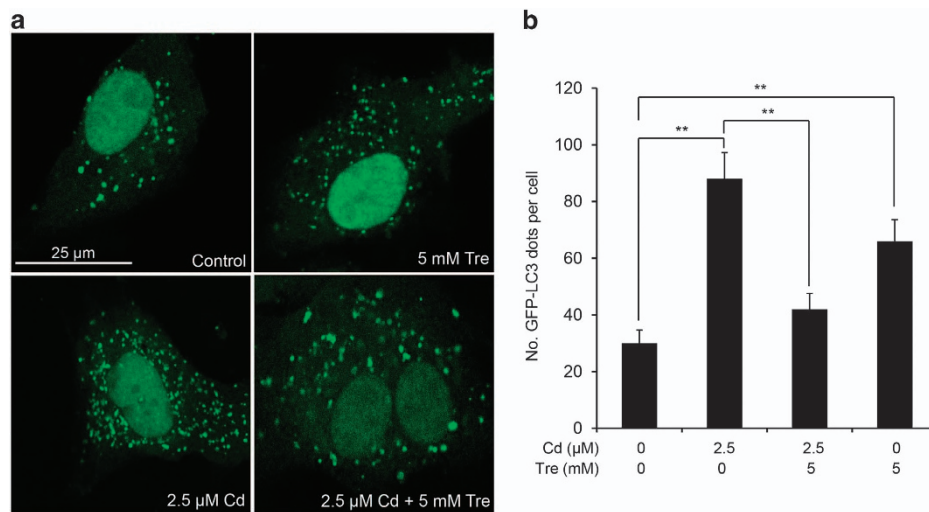 a
b
Control
25 µm
5 mM Tre
2.5 µM Cd
2.5 µM Cd + 5 mM Tre
No. GFP-LC3 dots per cell
120
100
80
60
40
20
0
**
**
**
Cd (µM) 0 2.5 2.5 0
Tre (mM) 0 0 5 5